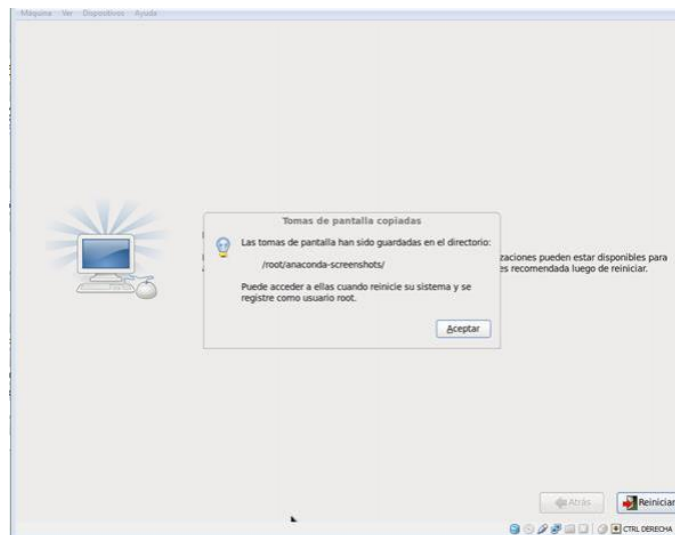 Máquina Ver Dispositivos Ayuda
Tomas de pantalla copiadas
Las tomas de pantalla han sido guardadas en el directorio:
/root/anaconda-screenshots/
Puede acceder a ellas cuando reinicie su sistema y se
registre como usuario root.
Aceptar
zaciones pueden estar disponibles para
es recomendada luego de reiniciar.
Atrás
Reiniciar
CTRL DERECHA